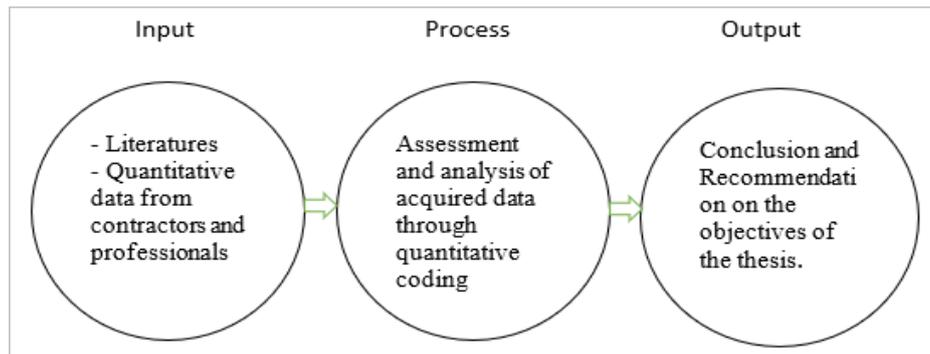 Input
Process
Output
- Literatures
- Quantitative
data from
contractors and
professionals
Assessment
and analysis of
acquired data
through
quantitative
coding
Conclusion and
Recommendati
on on the
objectives of
the thesis.